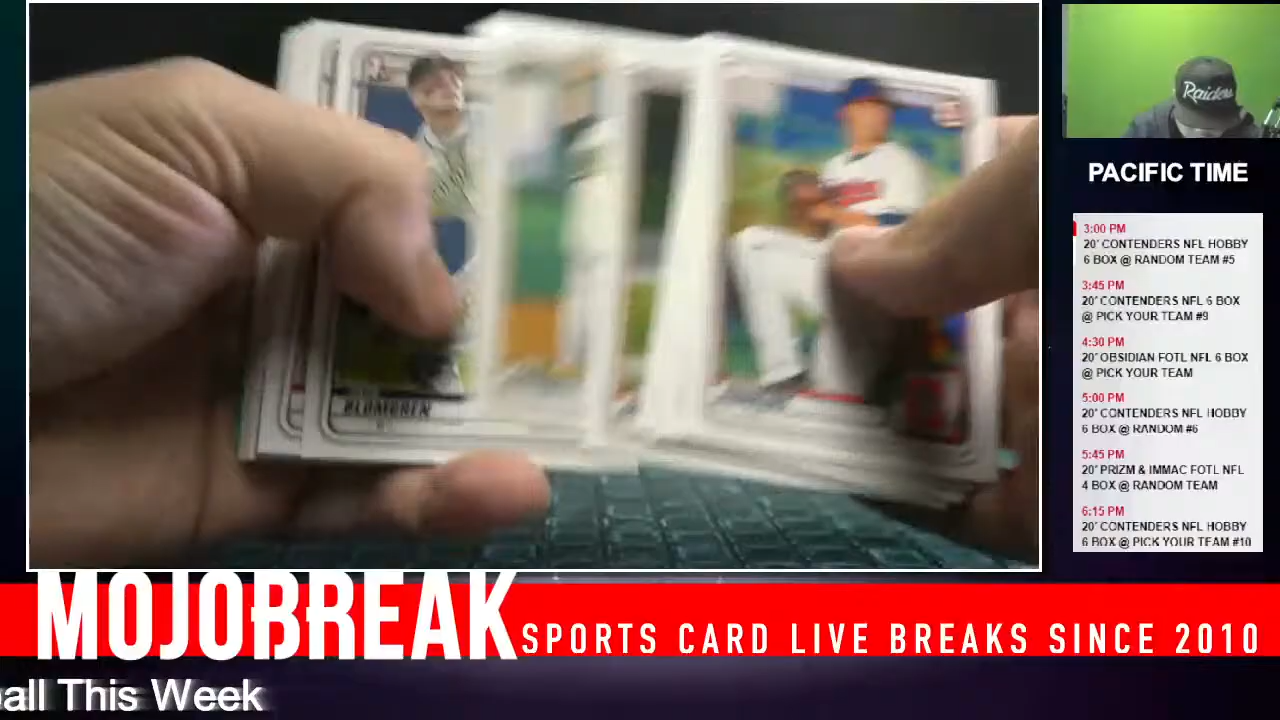 Raiders
PACIFIC TIME
3:00 PM
20' CONTENDERS NFL HOBBY
6 BOX @ RANDOM TEAM #5
3:45 PM
20' CONTENDERS NFL 6 BOX
@ PICK YOUR TEAM #9
4:30 PM
20' OBSIDIAN FOTL NFL 6 BOX
@ PICK YOUR TEAM
5:00 PM
20' CONTENDERS NFL HOBBY
6 BOX @ RANDOM #6
5:45 PM
20' PRIZM & IMMAC FOTL NFL
4 BOX @ RANDOM TEAM
6:15 PM
20' CONTENDERS NFL HOBBY
6 BOX @ PICK YOUR TEAM #10
MOJOBREAK
SPORTS CARD LIVE BREAKS SINCE 2010
all This Week